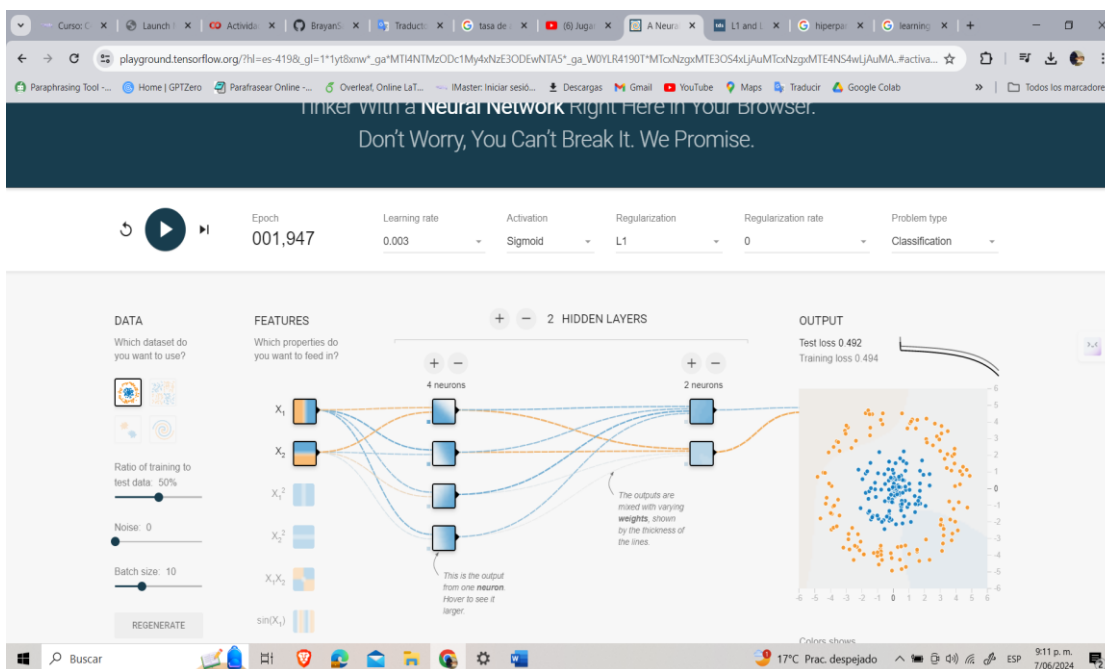 Curso: C
Launch
Activida
BrayanS
Traducto
tasa de
(6) Juga
A Neura
L1 and L
hiperpa
learning
playground.tensorflow.org/?hl=es-419&_gl=1*1yt8xnw*_ga*MTI4NTMzODc1My4xNzE3ODEwNTA5*_ga_W0YLR4190T*MTcxNzgxMTE3OS4xLjAuMTcxNzgxMTE4NS4wLjAuMA..#activa...
Paraphrasing Tool -...
Home | GPTZero
Parafrasear Online -...
Overleaf, Online LaT...
IMaster: Iniciar sesió...
Descargas
Gmail
YouTube
Maps
Traducir
Google Colab
»
Todos los marcadores
Tinker With a Neural Network Right Here in Your Browser.
Don't Worry, You Can't Break It. We Promise.
Epoch
001,947
Learning rate
0.003
Activation
Sigmoid
Regularization
L1
Regularization rate
0
Problem type
Classification
DATA
Which dataset do
you want to use?
Ratio of training to
test data: 50%
Noise: 0
Batch size: 10
REGENERATE
FEATURES
Which properties do
you want to feed in?
X₁
X₂
X₁²
X₂²
X₁X₂
sin(X₁)
+ − 2 HIDDEN LAYERS
+ −
4 neurons
+ −
2 neurons
The outputs are
mixed with varying
weights, shown
by the thickness of
the lines.
This is the output
from one neuron.
Hover to see it
larger.
OUTPUT
Test loss 0.492
Training loss 0.494
6
5
4
3
2
1
0
-1
-2
-3
-4
-5
-6
-6 -5 -4 -3 -2 -1 0 1 2 3 4 5 6
Colors shows
Buscar
17°C Prac. despejado
ESP
9:11 p. m.
7/06/2024